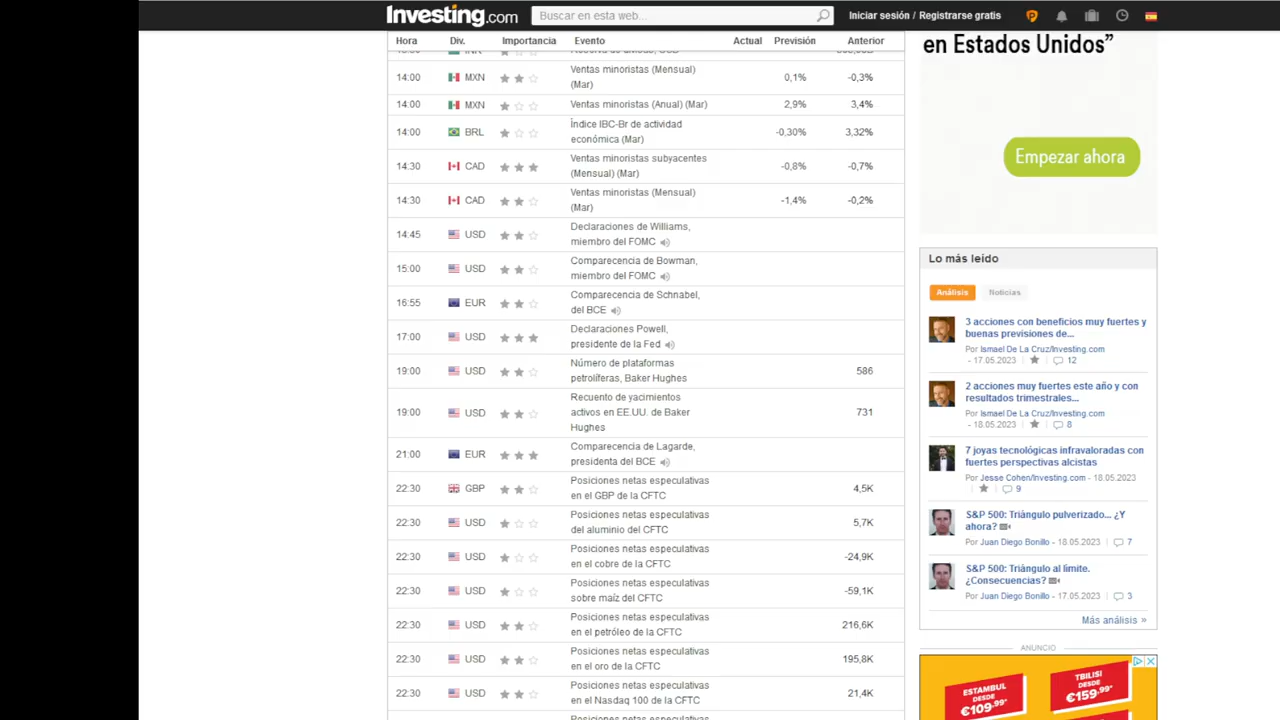 Investing.com
Buscar en esta web...
Iniciar sesión / Registrarse gratis
Hora Div. Importancia Evento Actual Previsión Anterior
14:00 MXN Ventas minoristas (Mensual) (Mar) 0,1% -0,3%
14:00 MXN Ventas minoristas (Anual) (Mar) 2,9% 3,4%
14:00 BRL Índice IBC-Br de actividad económica (Mar) -0,30% 3,32%
14:30 CAD Ventas minoristas subyacentes (Mensual) (Mar) -0,8% -0,7%
14:30 CAD Ventas minoristas (Mensual) (Mar) -1,4% -0,2%
14:45 USD Declaraciones de Williams, miembro del FOMC
15:00 USD Comparecencia de Bowman, miembro del FOMC
16:55 EUR Comparecencia de Schnabel, del BCE
17:00 USD Declaraciones Powell, presidente de la Fed
19:00 USD Número de plataformas petrolíferas, Baker Hughes 586
19:00 USD Recuento de yacimientos activos en EE.UU. de Baker Hughes 731
21:00 EUR Comparecencia de Lagarde, presidenta del BCE
22:30 GBP Posiciones netas especulativas en el GBP de la CFTC 4,5K
22:30 USD Posiciones netas especulativas del aluminio del CFTC 5,7K
22:30 USD Posiciones netas especulativas en el cobre de la CFTC -24,9K
22:30 USD Posiciones netas especulativas sobre maíz del CFTC -59,1K
22:30 USD Posiciones netas especulativas en el petróleo de la CFTC 216,6K
22:30 USD Posiciones netas especulativas en el oro de la CFTC 195,8K
22:30 USD Posiciones netas especulativas en el Nasdaq 100 de la CFTC 21,4K
en Estados Unidos”
Empezar ahora
Lo más leído
Análisis Noticias
3 acciones con beneficios muy fuertes y
buenas previsiones de...
Por Ismael De La Cruz/Investing.com
- 17.05.2023 12
2 acciones muy fuertes este año y con
resultados trimestrales...
Por Ismael De La Cruz/Investing.com
- 18.05.2023 8
7 joyas tecnológicas infravaloradas con
fuertes perspectivas alcistas
Por Jesse Cohen/Investing.com - 18.05.2023
9
S&P 500: Triángulo pulverizado... ¿Y
ahora?
Por Juan Diego Bonillo - 18.05.2023 7
S&P 500: Triángulo al límite.
¿Consecuencias?
Por Juan Diego Bonillo - 17.05.2023 3
Más análisis »
ANUNCIO
ESTAMBUL
DESDE
€109.99*
TBILISI
DESDE
€159.99*